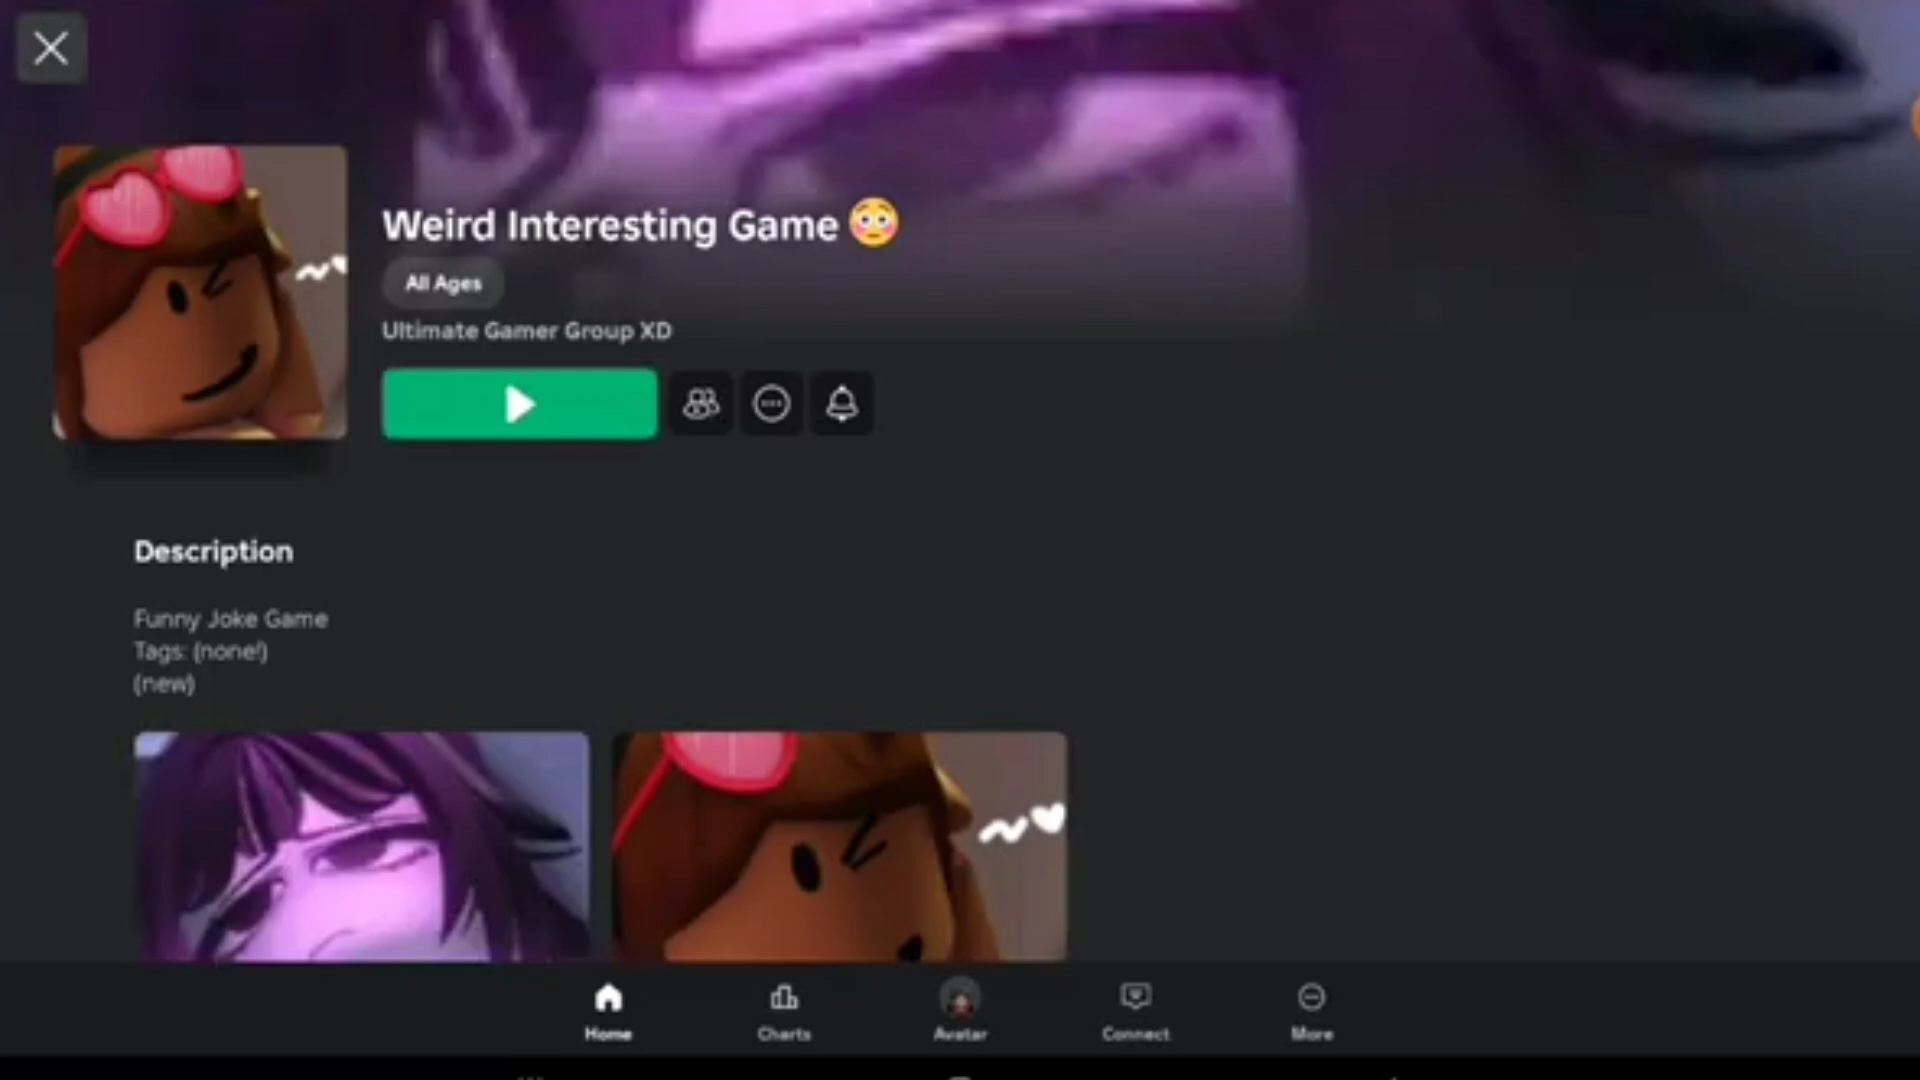 Weird Interesting Game 😳
All Ages
Ultimate Gamer Group XD
Description
Funny Joke Game
Tags: (none!)
(new)
Home
Charts
Avatar
Connect
More